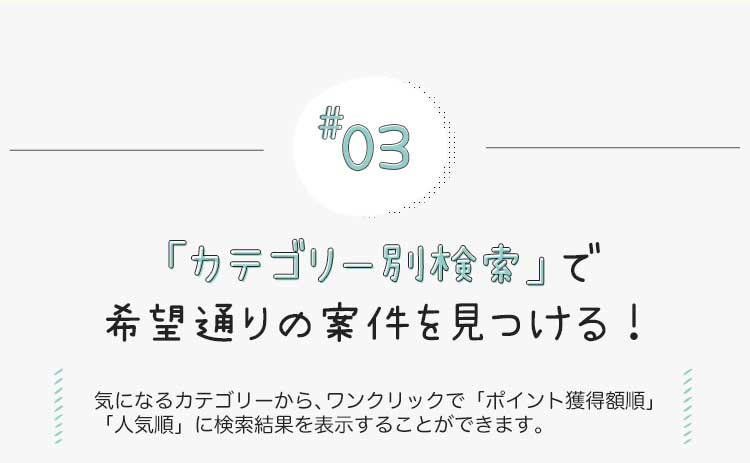 #03
「カテゴリー別検索」で
希望通りの案件を見つける！
気になるカテゴリーから、ワンクリックで「ポイント獲得額順」
「人気順」に検索結果を表示することができます。